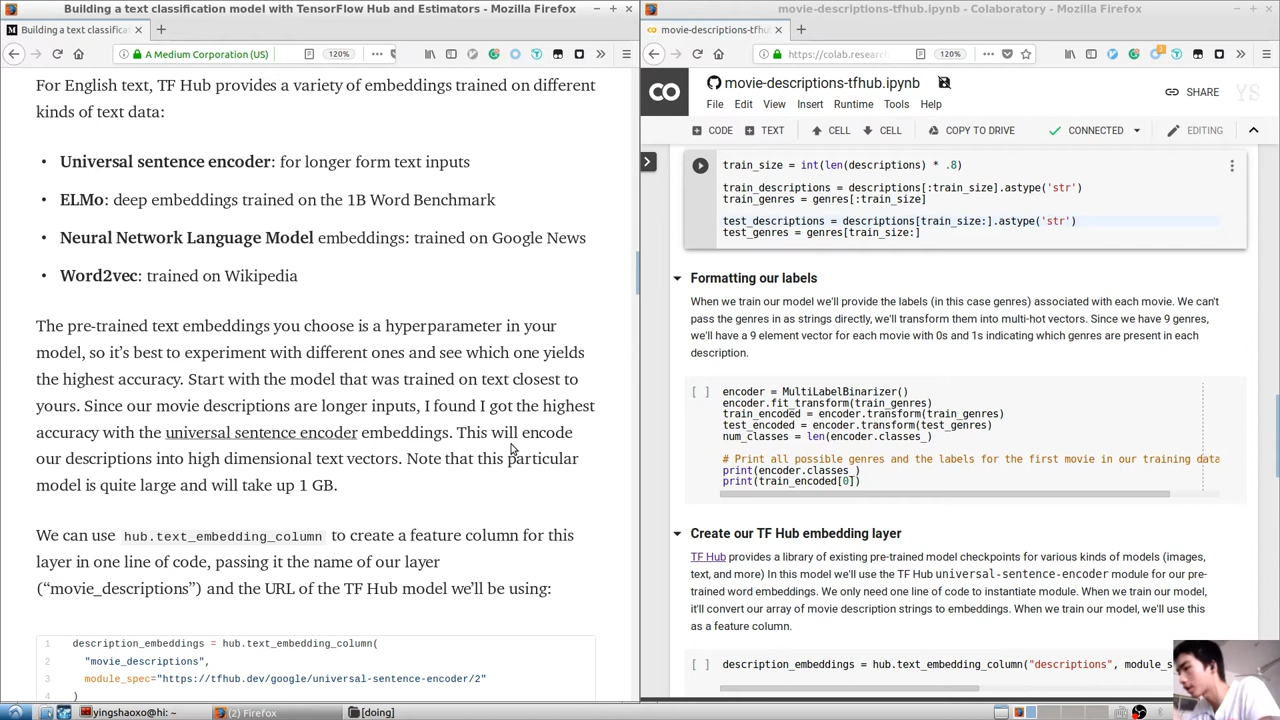 Building a text classification model with TensorFlow Hub and Estimators - Mozilla Firefox
Building a text classifica
A Medium Corporation (US)
120%
For English text, TF Hub provides a variety of embeddings trained on different
kinds of text data:
• Universal sentence encoder: for longer form text inputs
• ELMo: deep embeddings trained on the 1B Word Benchmark
• Neural Network Language Model embeddings: trained on Google News
• Word2vec: trained on Wikipedia
The pre-trained text embeddings you choose is a hyperparameter in your
model, so it's best to experiment with different ones and see which one yields
the highest accuracy. Start with the model that was trained on text closest to
yours. Since our movie descriptions are longer inputs, I found I got the highest
accuracy with the universal sentence encoder embeddings. This will encode
our descriptions into high dimensional text vectors. Note that this particular
model is quite large and will take up 1 GB.
We can use hub.text_embedding_column to create a feature column for this
layer in one line of code, passing it the name of our layer
("movie_descriptions") and the URL of the TF Hub model we'll be using:
1 description_embeddings = hub.text_embedding_column(
2 "movie_descriptions",
3 module_spec="https://tfhub.dev/google/universal-sentence-encoder/2"
4 )
movie-descriptions-tfhub.ipynb - Colaboratory - Mozilla Firefox
movie-descriptions-tfhu
https://colab.researc
120%
CO
movie-descriptions-tfhub.ipynb
SHARE
YS
File Edit View Insert Runtime Tools Help
CODE TEXT CELL CELL COPY TO DRIVE CONNECTED EDITING
train_size = int(len(descriptions) * .8)
train_descriptions = descriptions[:train_size].astype('str')
train_genres = genres[:train_size]
test_descriptions = descriptions[train_size:].astype('str')
test_genres = genres[train_size:]
Formatting our labels
When we train our model we'll provide the labels (in this case genres) associated with each movie. We can't
pass the genres in as strings directly, we'll transform them into multi-hot vectors. Since we have 9 genres,
we'll have a 9 element vector for each movie with 0s and 1s indicating which genres are present in each
description.
[ ] encoder = MultiLabelBinarizer()
encoder.fit_transform(train_genres)
train_encoded = encoder.transform(train_genres)
test_encoded = encoder.transform(test_genres)
num_classes = len(encoder.classes_)
# Print all possible genres and the labels for the first movie in our training data
print(encoder.classes_)
print(train_encoded[0])
Create our TF Hub embedding layer
TF Hub provides a library of existing pre-trained model checkpoints for various kinds of models (images,
text, and more) In this model we'll use the TF Hub universal-sentence-encoder module for our pre-
trained word embeddings. We only need one line of code to instantiate module. When we train our model,
it'll convert our array of movie description strings to embeddings. When we train our model, we'll use this
as a feature column.
[ ] description_embeddings = hub.text_embedding_column("descriptions", module_s
yingshaoxo@hi: ~
(2) Firefox
[doing]